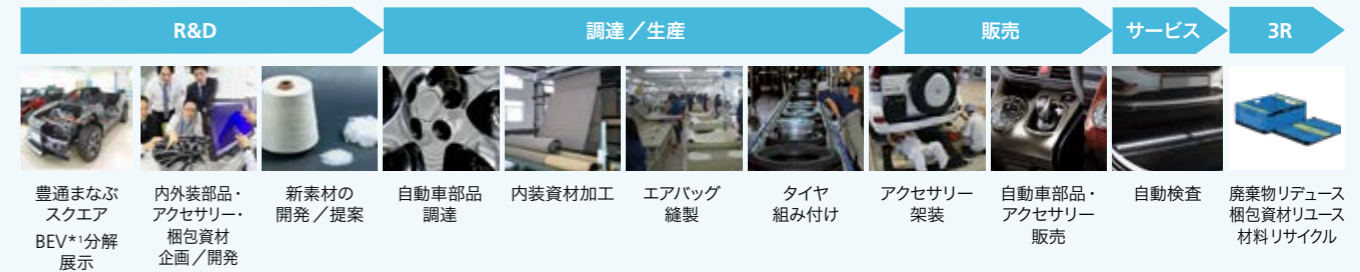 R&D
調達／生産
販売
サービス
3R
豊通まなぶ
スクエア
BEV*1分解
展示
内外装部品・
アクセサリー・
梱包資材
企画／開発
新素材の
開発／提案
自動車部品
調達
内装資材加工
エアバッグ
縫製
タイヤ
組み付け
アクセサリー
架装
自動車部品・
アクセサリー
販売
自動検査
廃棄物リデュース
梱包資材リユース
材料リサイクル